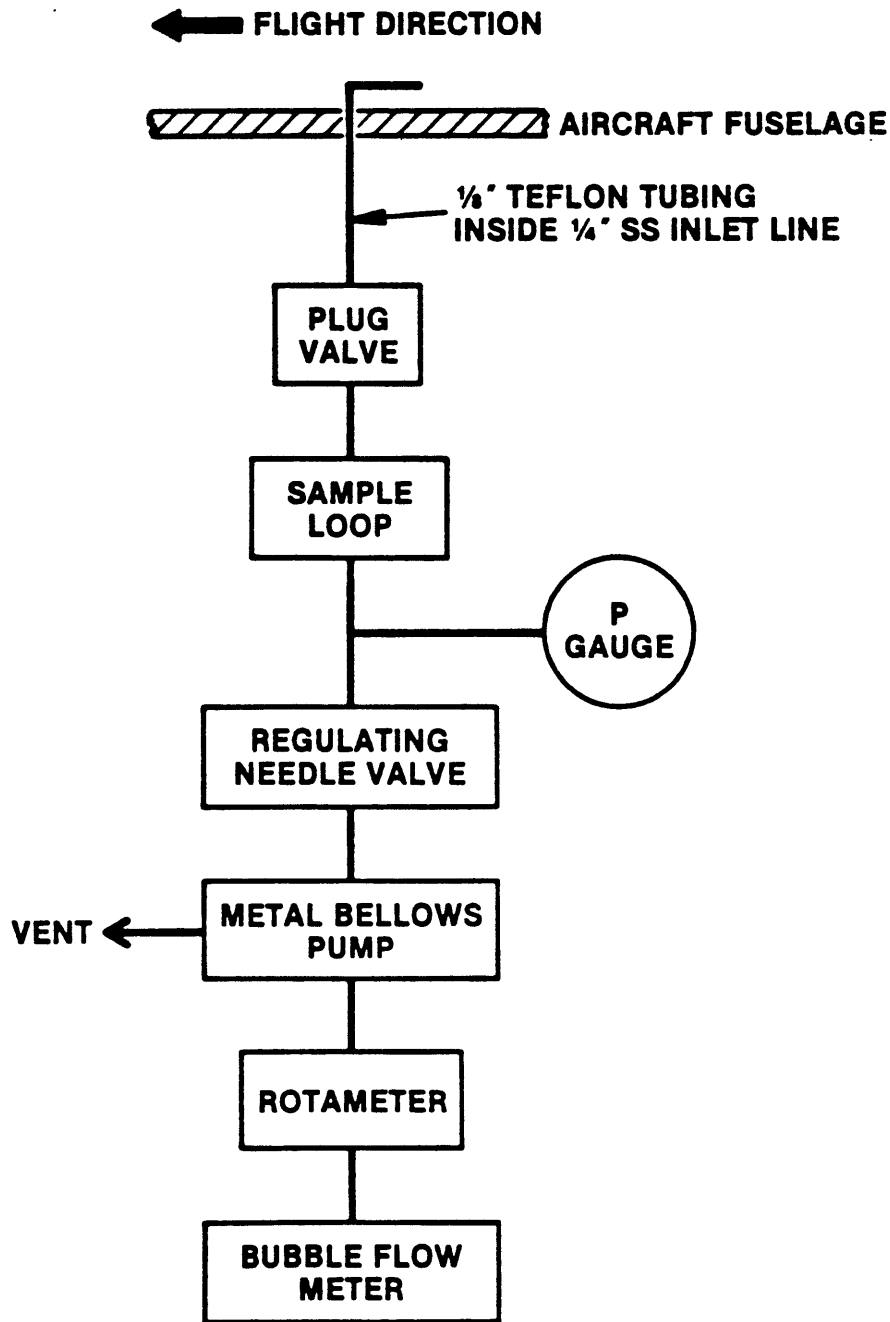 FLIGHT DIRECTION
AIRCRAFT FUSELAGE
⅛" TEFLON TUBING
INSIDE ¼" SS INLET LINE
PLUG
VALVE
SAMPLE
LOOP
P
GAUGE
REGULATING
NEEDLE VALVE
VENT
METAL BELLOWS
PUMP
ROTAMETER
BUBBLE FLOW
METER